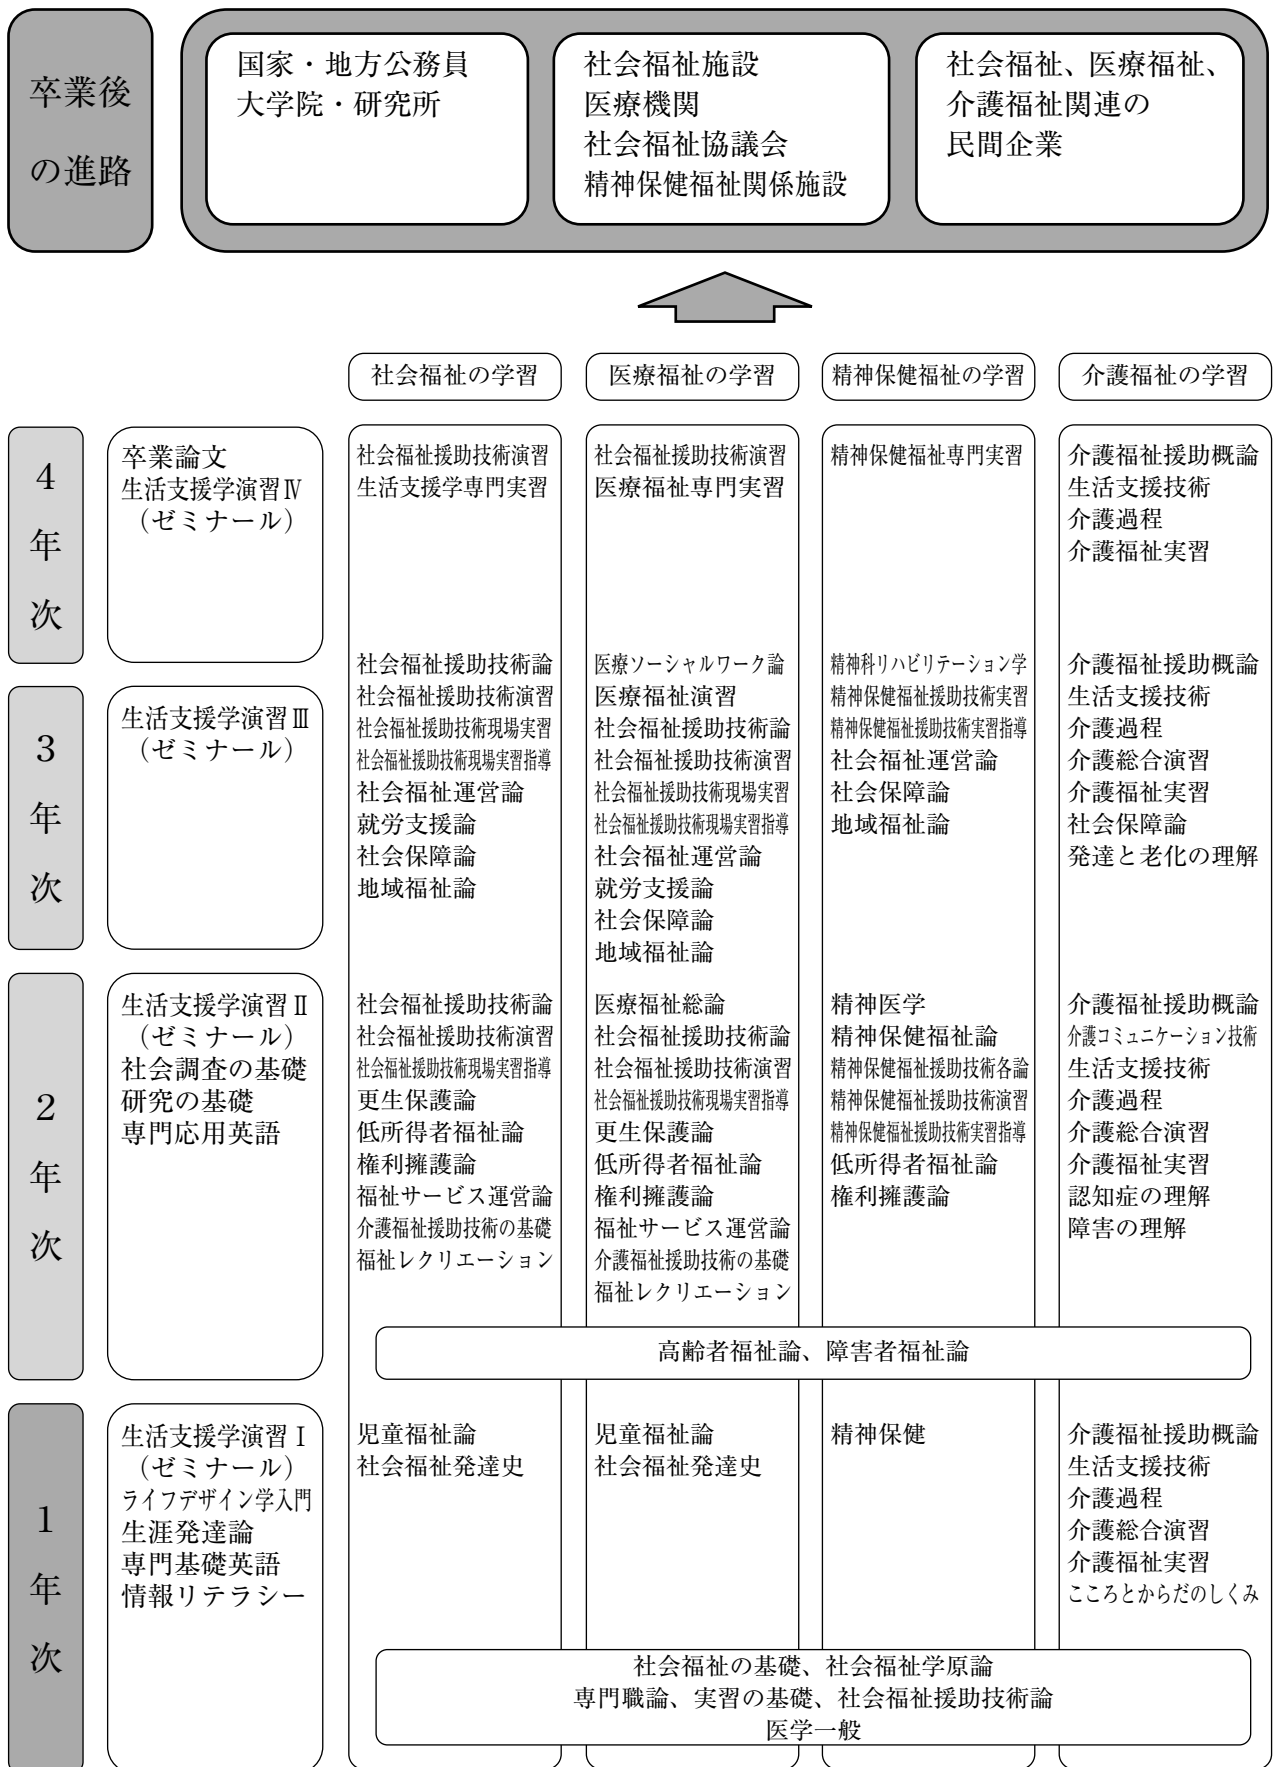 卒業後
の進路
国家・地方公務員
大学院・研究所
社会福祉施設
医療機関
社会福祉協議会
精神保健福祉関係施設
社会福祉、医療福祉、
介護福祉関連の
民間企業
社会福祉の学習
医療福祉の学習
精神保健福祉の学習
介護福祉の学習
4年次
卒業論文
生活支援学演習Ⅳ
（ゼミナール）
社会福祉援助技術演習
生活支援学専門実習
社会福祉援助技術演習
医療福祉専門実習
精神保健福祉専門実習
介護福祉援助概論
生活支援技術
介護過程
介護福祉実習
3年次
生活支援学演習Ⅲ
（ゼミナール）
社会福祉援助技術論
社会福祉援助技術演習
社会福祉援助技術現場実習
社会福祉援助技術現場実習指導
社会福祉運営論
就労支援論
社会保障論
地域福祉論
医療ソーシャルワーク論
医療福祉演習
社会福祉援助技術論
社会福祉援助技術演習
社会福祉援助技術現場実習
社会福祉援助技術現場実習指導
社会福祉運営論
就労支援論
社会保障論
地域福祉論
精神科リハビリテーション学
精神保健福祉援助技術実習
精神保健福祉援助技術実習指導
社会福祉運営論
社会保障論
地域福祉論
介護福祉援助概論
生活支援技術
介護過程
介護総合演習
介護福祉実習
社会保障論
発達と老化の理解
2年次
生活支援学演習Ⅱ
（ゼミナール）
社会調査の基礎
研究の基礎
専門応用英語
社会福祉援助技術論
社会福祉援助技術演習
社会福祉援助技術現場実習指導
更生保護論
低所得者福祉論
権利擁護論
福祉サービス運営論
介護福祉援助技術の基礎
福祉レクリエーション
医療福祉総論
社会福祉援助技術論
社会福祉援助技術演習
社会福祉援助技術現場実習指導
更生保護論
低所得者福祉論
権利擁護論
福祉サービス運営論
介護福祉援助技術の基礎
福祉レクリエーション
精神医学
精神保健福祉論
精神保健福祉援助技術各論
精神保健福祉援助技術演習
精神保健福祉援助技術実習指導
低所得者福祉論
権利擁護論
介護福祉援助概論
介護コミュニケーション技術
生活支援技術
介護過程
介護総合演習
介護福祉実習
認知症の理解
障害の理解
高齢者福祉論、障害者福祉論
1年次
生活支援学演習Ⅰ
（ゼミナール）
ライフデザイン学入門
生涯発達論
専門基礎英語
情報リテラシー
児童福祉論
社会福祉発達史
児童福祉論
社会福祉発達史
精神保健
介護福祉援助概論
生活支援技術
介護過程
介護総合演習
介護福祉実習
こころとからだのしくみ
社会福祉の基礎、社会福祉学原論
専門職論、実習の基礎、社会福祉援助技術論
医学一般